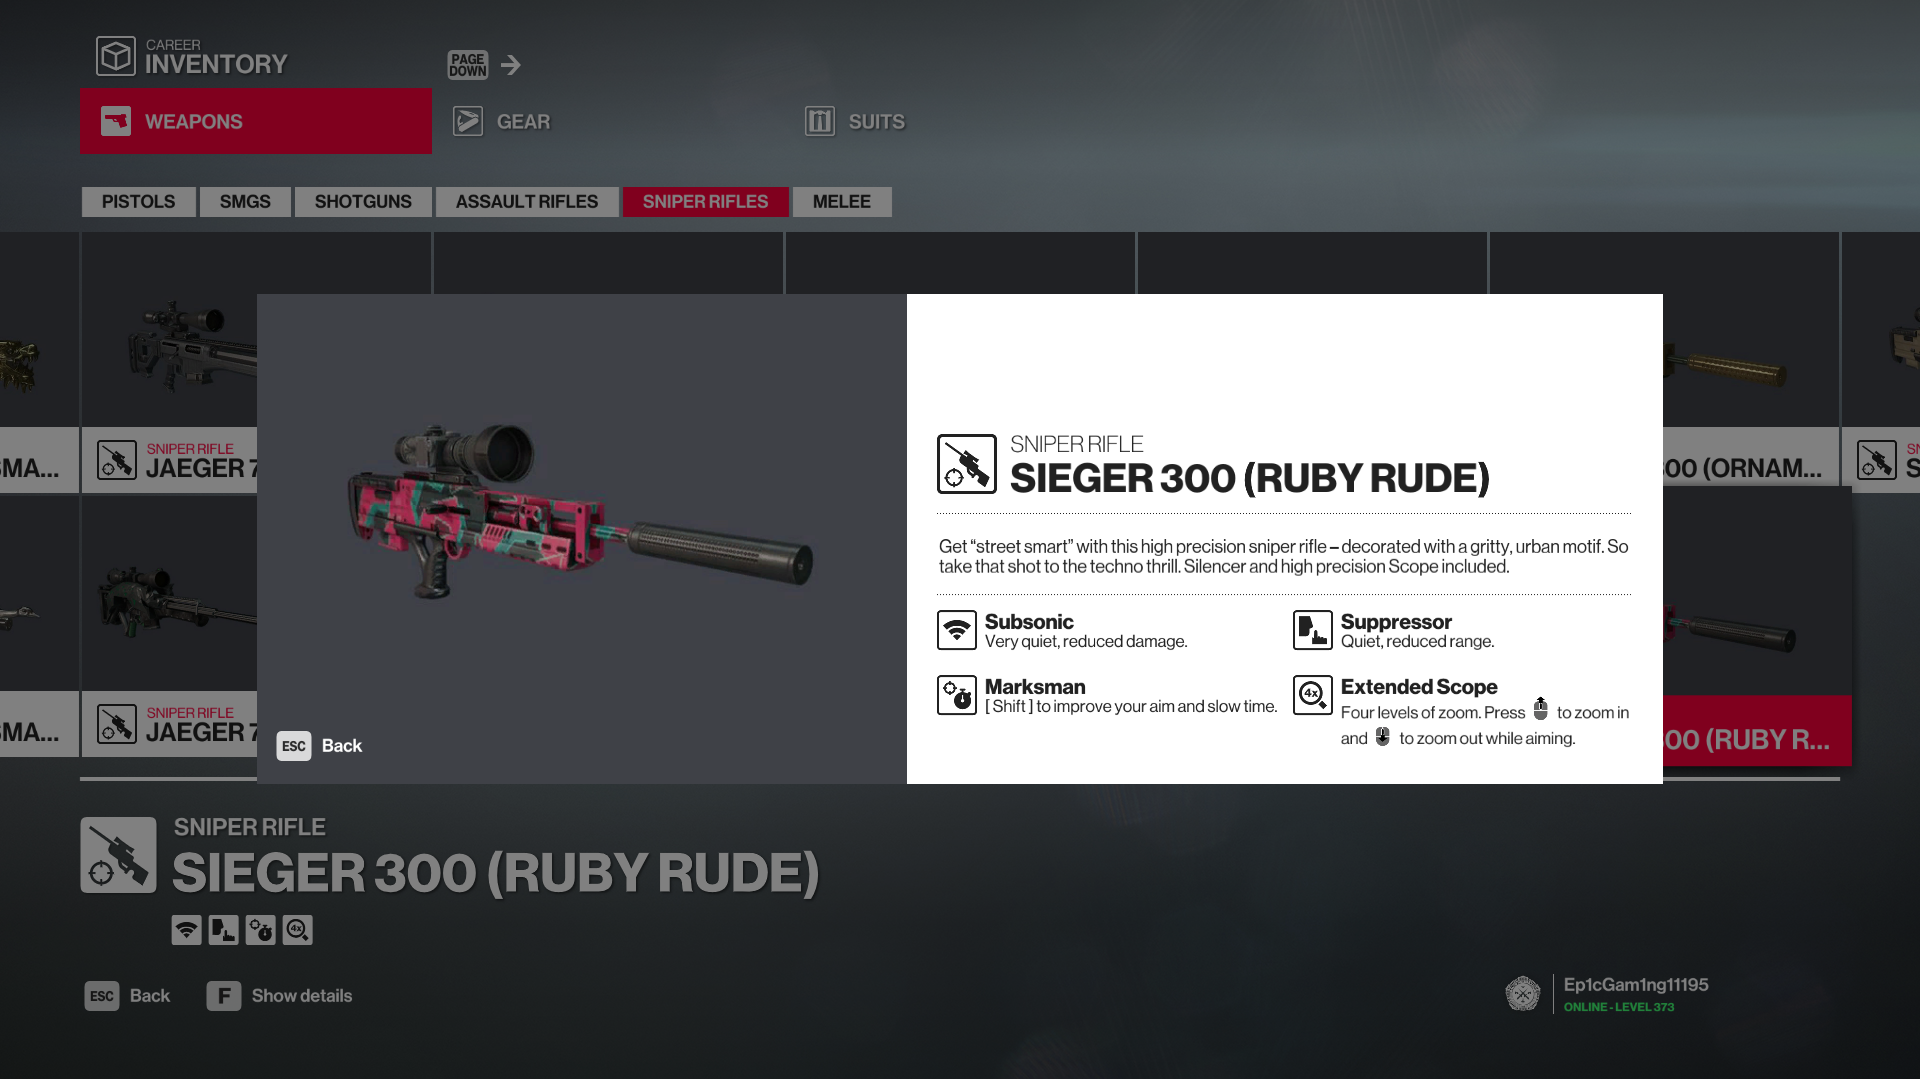 CAREER
INVENTORY
PAGE DOWN
WEAPONS
GEAR
SUITS
PISTOLS
SMGS
SHOTGUNS
ASSAULT RIFLES
SNIPER RIFLES
MELEE
SMA...
SNIPER RIFLE
JAEGER 7
00 (ORNAM...
SN
S
SMA...
SNIPER RIFLE
JAEGER 7
00 (RUBY R...
SNIPER RIFLE
SIEGER 300 (RUBY RUDE)
Get “street smart” with this high precision sniper rifle – decorated with a gritty, urban motif. So
take that shot to the techno thrill. Silencer and high precision Scope included.
Subsonic
Very quiet, reduced damage.
Suppressor
Quiet, reduced range.
Marksman
[ Shift ] to improve your aim and slow time.
4x
Extended Scope
Four levels of zoom. Press to zoom in
and to zoom out while aiming.
ESC Back
SNIPER RIFLE
SIEGER 300 (RUBY RUDE)
4x
ESC Back
F Show details
Ep1cGam1ng11195
ONLINE - LEVEL 373